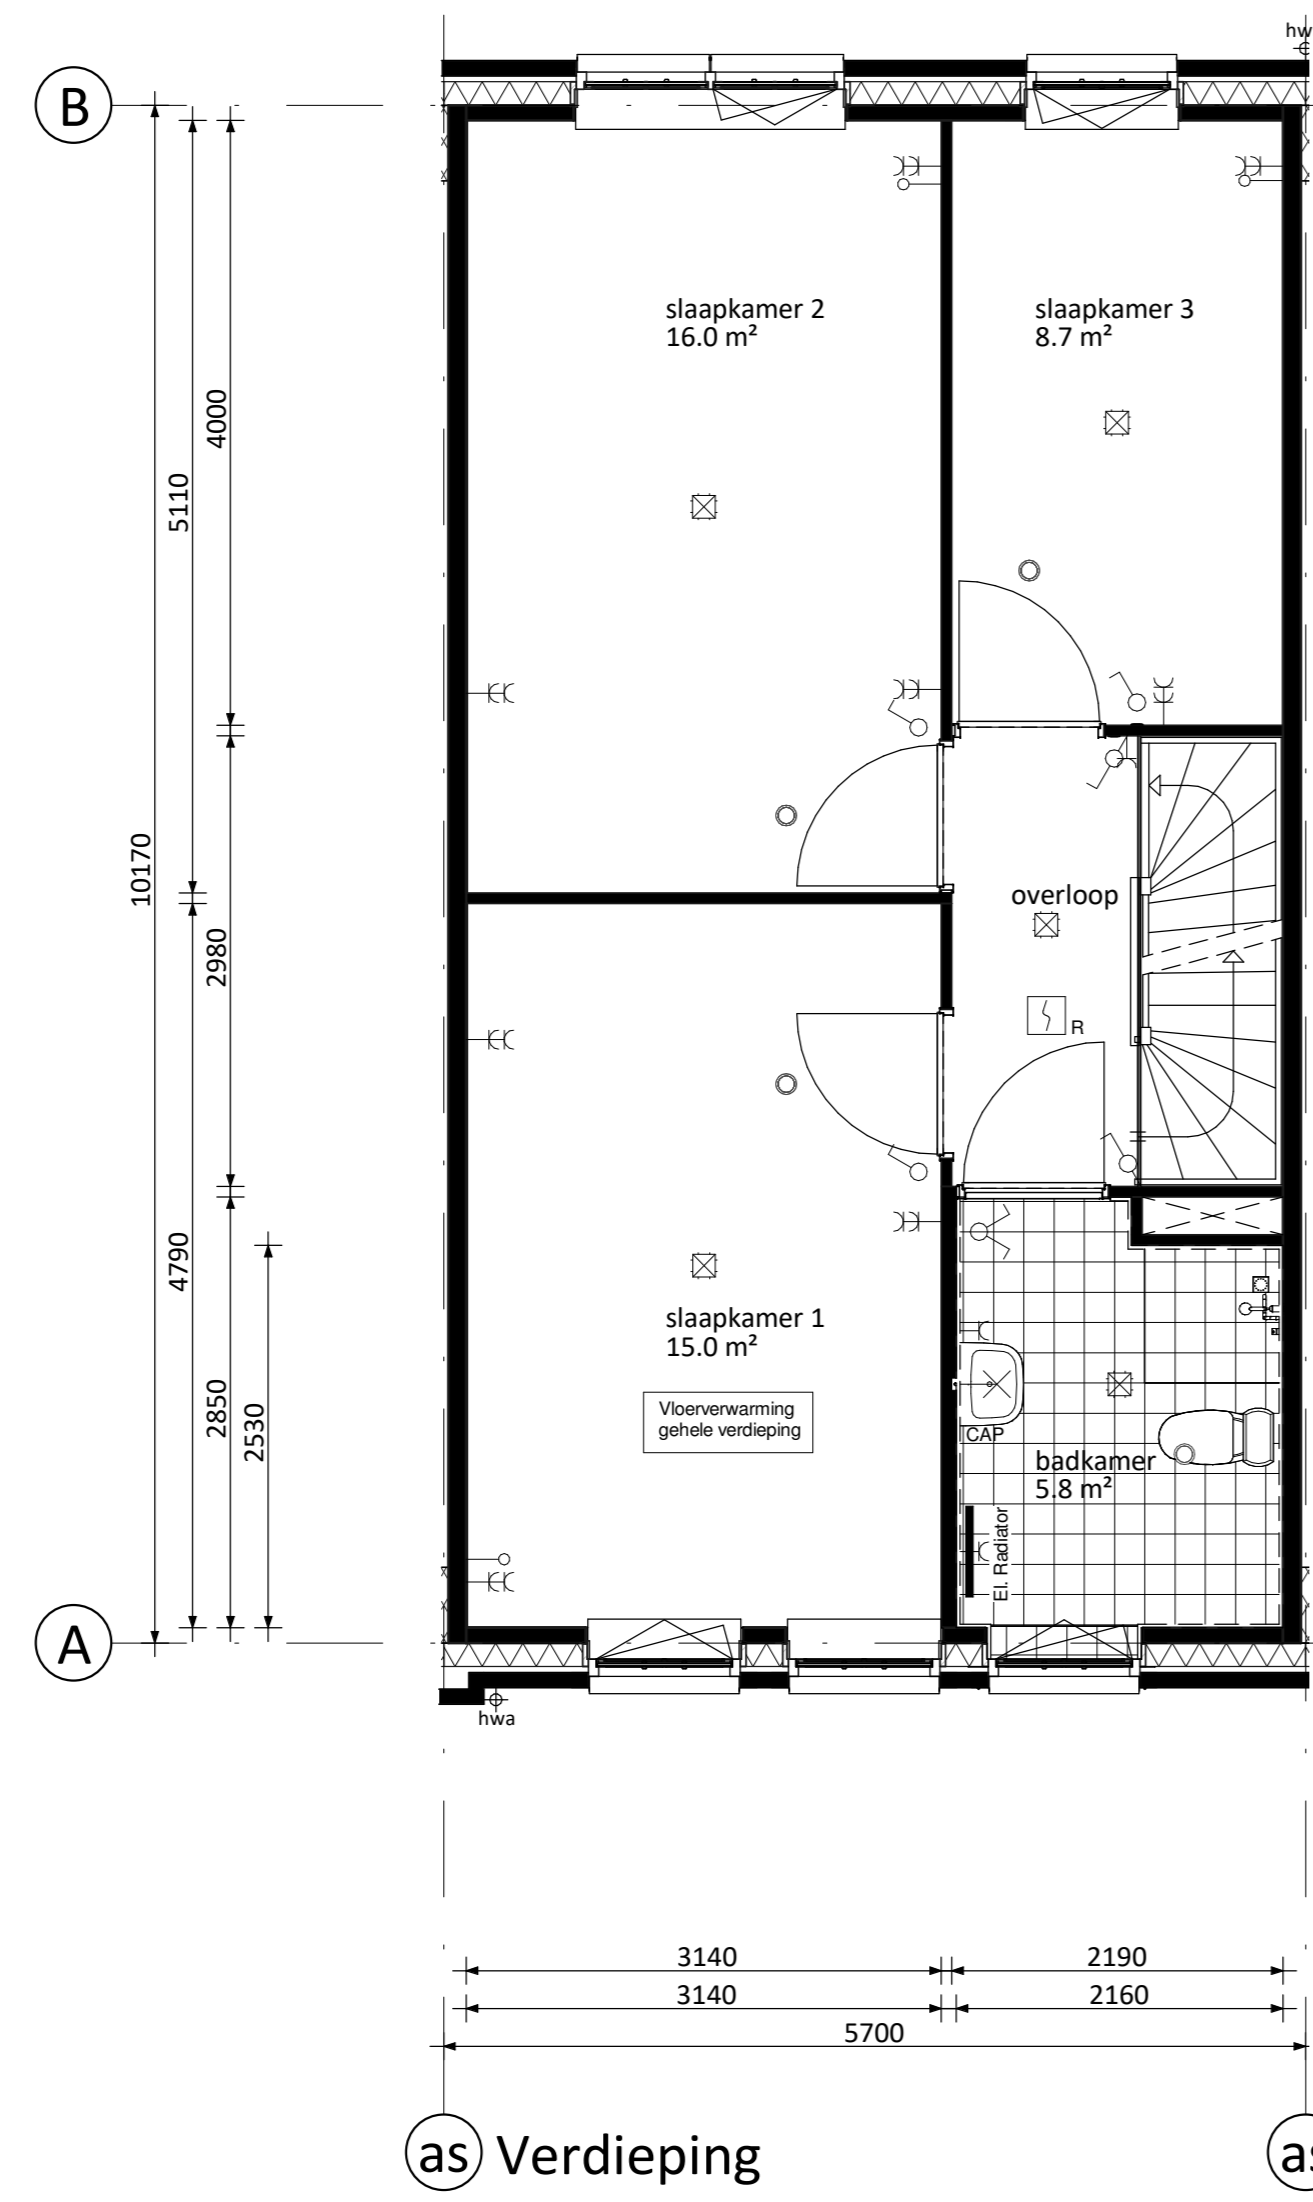 hw
B
slaapkamer 2
16.0 m²
slaapkamer 3
8.7 m²
4000
5110
10170
2980
overloop
R
4790
slaapkamer 1
15.0 m²
2850
2530
Vloerverwarming
gehele verdieping
CAP
badkamer
5.8 m²
El. Radiator
A
hwa
3140
2190
3140
2160
5700
as
Verdieping
as